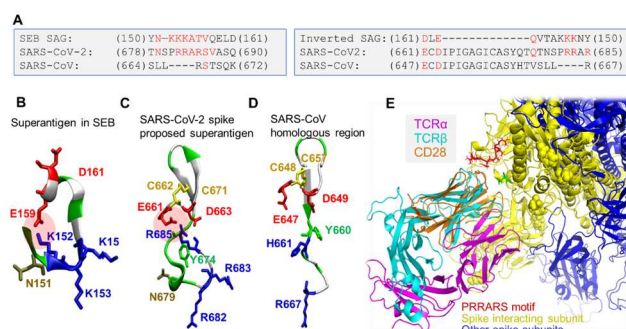 A
SEB SAG: (150)YN-KKKATVQELD(161)
SARS-CoV-2: (678)TNSPRRARSVASQ(690)
SARS-CoV: (664)SLL----RSTSQK(672)
Inverted SAG: (161)DLE------------QVTAKKNY(150)
SARS-CoV2: (661)ECDIPIGAGICASYQTQTNSPRRAR(685)
SARS-CoV: (647)ECDIPIGAGICASYHTVSLL---R(667)
B
Superantigen in SEB
D161
E159
K152
K15
N151
K153
C
SARS-CoV-2 spike
proposed superantigen
C662
C671
E661
D663
R685
Y674
R683
N679
R682
D
SARS-CoV
homologous region
C657
C648
D649
E647
Y660
H661
R667
E
TCRα
TCRβ
CD28
PRRARS motif
Spike interacting subunit
Other spike subunits